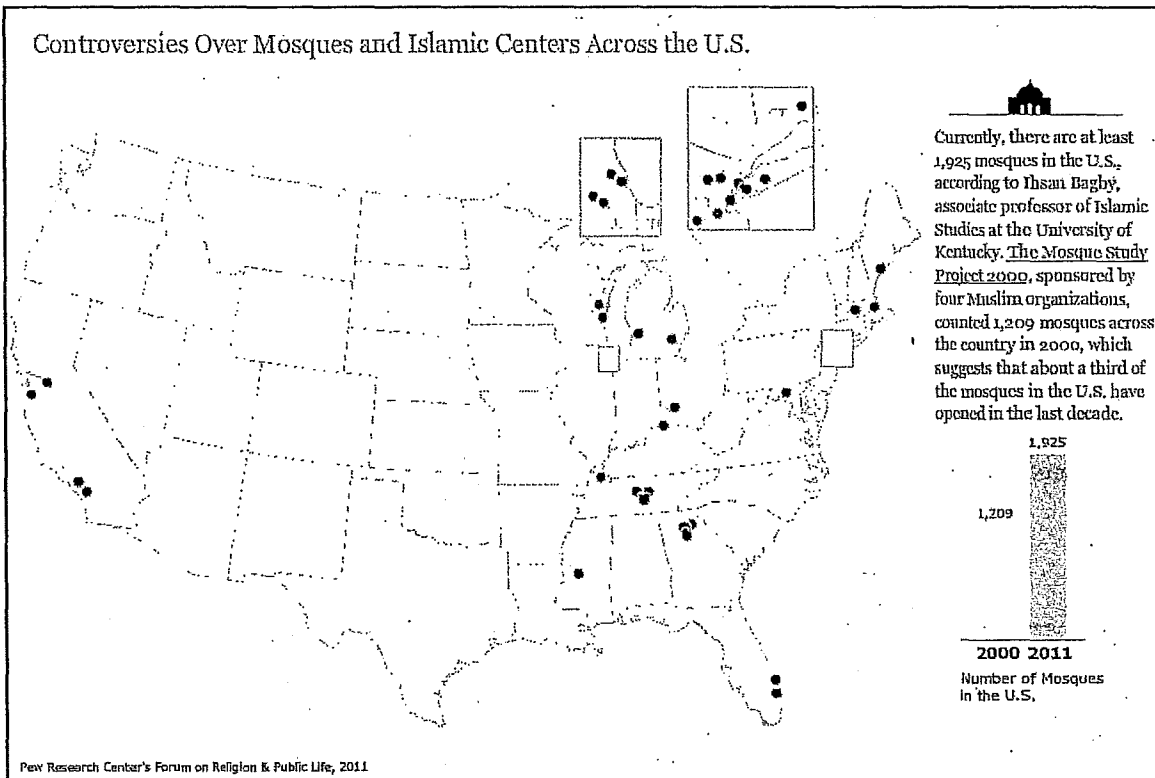 Controversies Over Mosques and Islamic Centers Across the U.S.
Currently, there are at least
1,925 mosques in the U.S.,
according to Ihsan Bagby,
associate professor of Islamic
Studies at the University of
Kentucky. The Mosque Study
Project 2000, sponsored by
four Muslim organizations,
counted 1,209 mosques across
the country in 2000, which
suggests that about a third of
the mosques in the U.S. have
opened in the last decade.
1,925
1,209
2000 2011
Number of Mosques
in the U.S.
Pew Research Center's Forum on Religion & Public Life, 2011